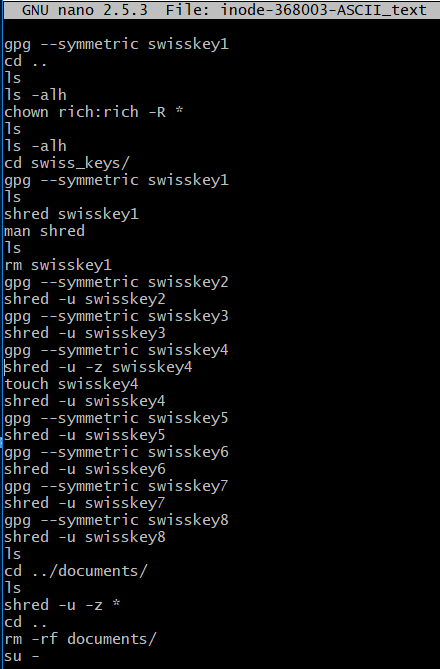 GNU nano 2.5.3 File: inode-368003-ASCII_text
gpg --symmetric swisskey1
cd ..
ls
ls -alh
chown rich:rich -R *
ls
ls -alh
cd swiss_keys/
gpg --symmetric swisskey1
ls
shred swisskey1
man shred
ls
rm swisskey1
gpg --symmetric swisskey2
shred -u swisskey2
gpg --symmetric swisskey3
shred -u swisskey3
gpg --symmetric swisskey4
shred -u -z swisskey4
touch swisskey4
shred -u swisskey4
gpg --symmetric swisskey5
shred -u swisskey5
gpg --symmetric swisskey6
shred -u swisskey6
gpg --symmetric swisskey7
shred -u swisskey7
gpg --symmetric swisskey8
shred -u swisskey8
ls
cd ../documents/
ls
shred -u -z *
cd ..
rm -rf documents/
su -